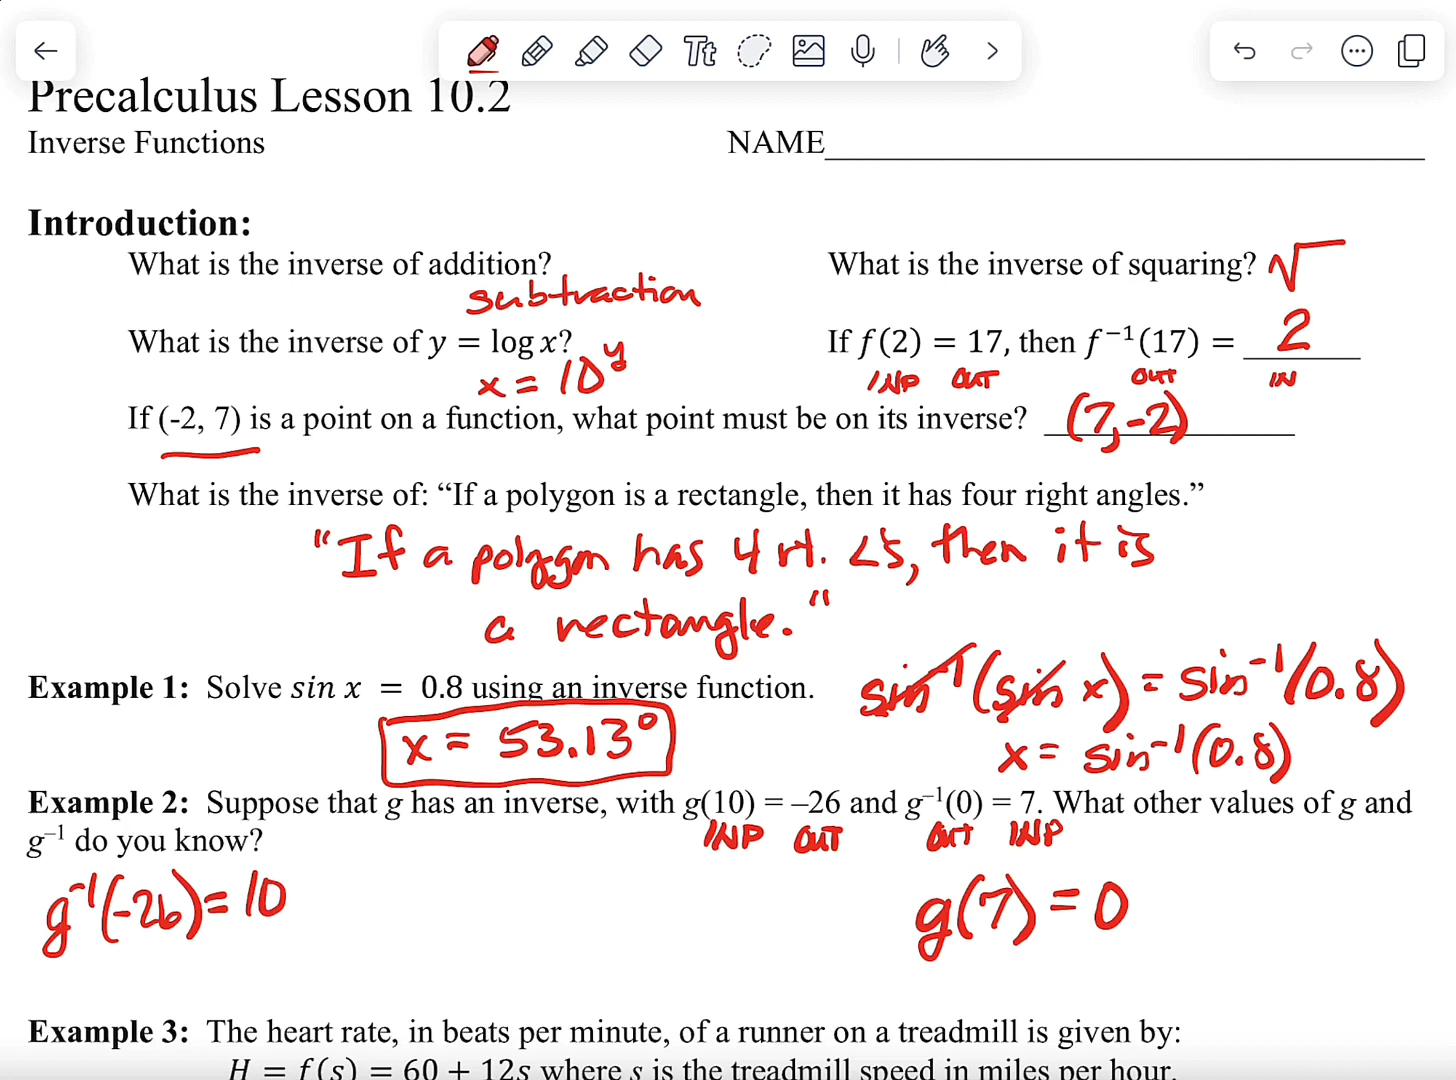 Tt
Precalculus Lesson 10.2
Inverse Functions NAME
Introduction:
What is the inverse of addition? What is the inverse of squaring? √
subtraction
What is the inverse of y = log x? If f(2) = 17, then f⁻¹(17) = 2
x = 10^y INP OUT OUT IN
If (-2, 7) is a point on a function, what point must be on its inverse? (7,-2)
What is the inverse of: “If a polygon is a rectangle, then it has four right angles.”
"If a polygon has 4 rt. ∠s, then it is
a rectangle."
Example 1: Solve sin x = 0.8 using an inverse function. sin⁻¹(sin x) = sin⁻¹(0.8)
x = 53.13° x = sin⁻¹(0.8)
Example 2: Suppose that g has an inverse, with g(10) = –26 and g⁻¹(0) = 7. What other values of g and
g⁻¹ do you know? INP OUT OUT INP
g⁻¹(-26) = 10 g(7) = 0
Example 3: The heart rate, in beats per minute, of a runner on a treadmill is given by:
H = f(s) = 60 + 12s where s is the treadmill speed in miles per hour.